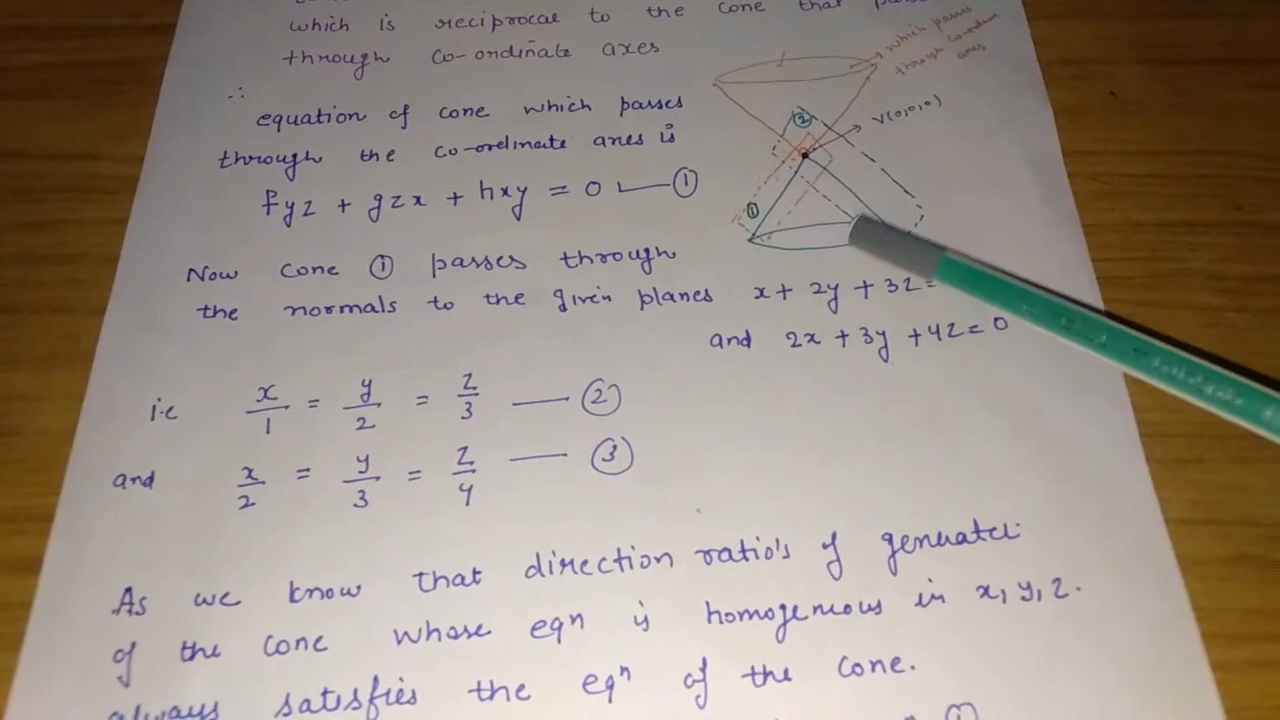 which is reciprocal to the cone that
through co-ordinate axes
∴
equation of cone which passes
through the co-ordinate axes is
fyz + gzx + hxy = 0 — ①
Now cone ① passes through
the normals to the given planes x + 2y + 3z =
and 2x + 3y + 4z = 0
i.e x/1 = y/2 = z/3 — ②
and x/2 = y/3 = z/4 — ③
As we know that direction ratio's of generator
of the cone whose eqn is homogeneous in x, y, z.
always satisfies the eqn of the cone.
①
which passes
through co-ordinate
axes
②
V(0,0,0)
①